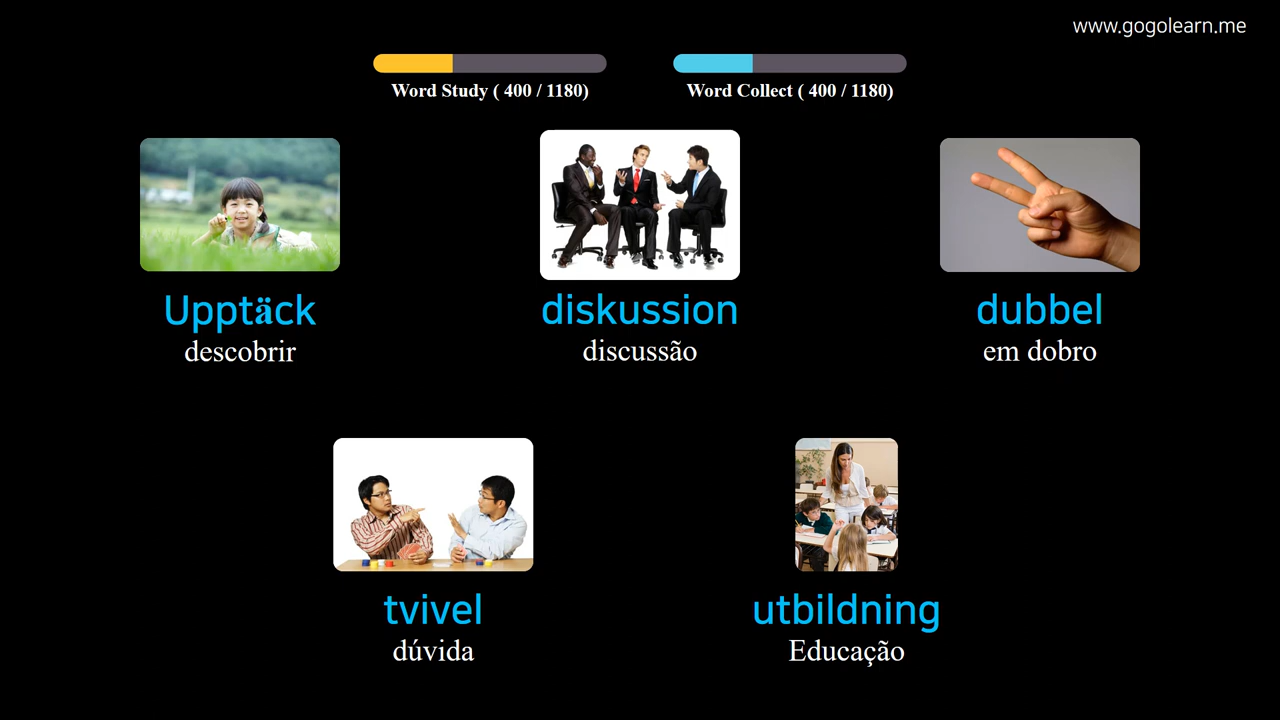 www.gogolearn.me
Word Study ( 400 / 1180)
Word Collect ( 400 / 1180)
Upptäck
descobrir
diskussion
discussão
dubbel
em dobro
tvivel
dúvida
utbildning
Educação